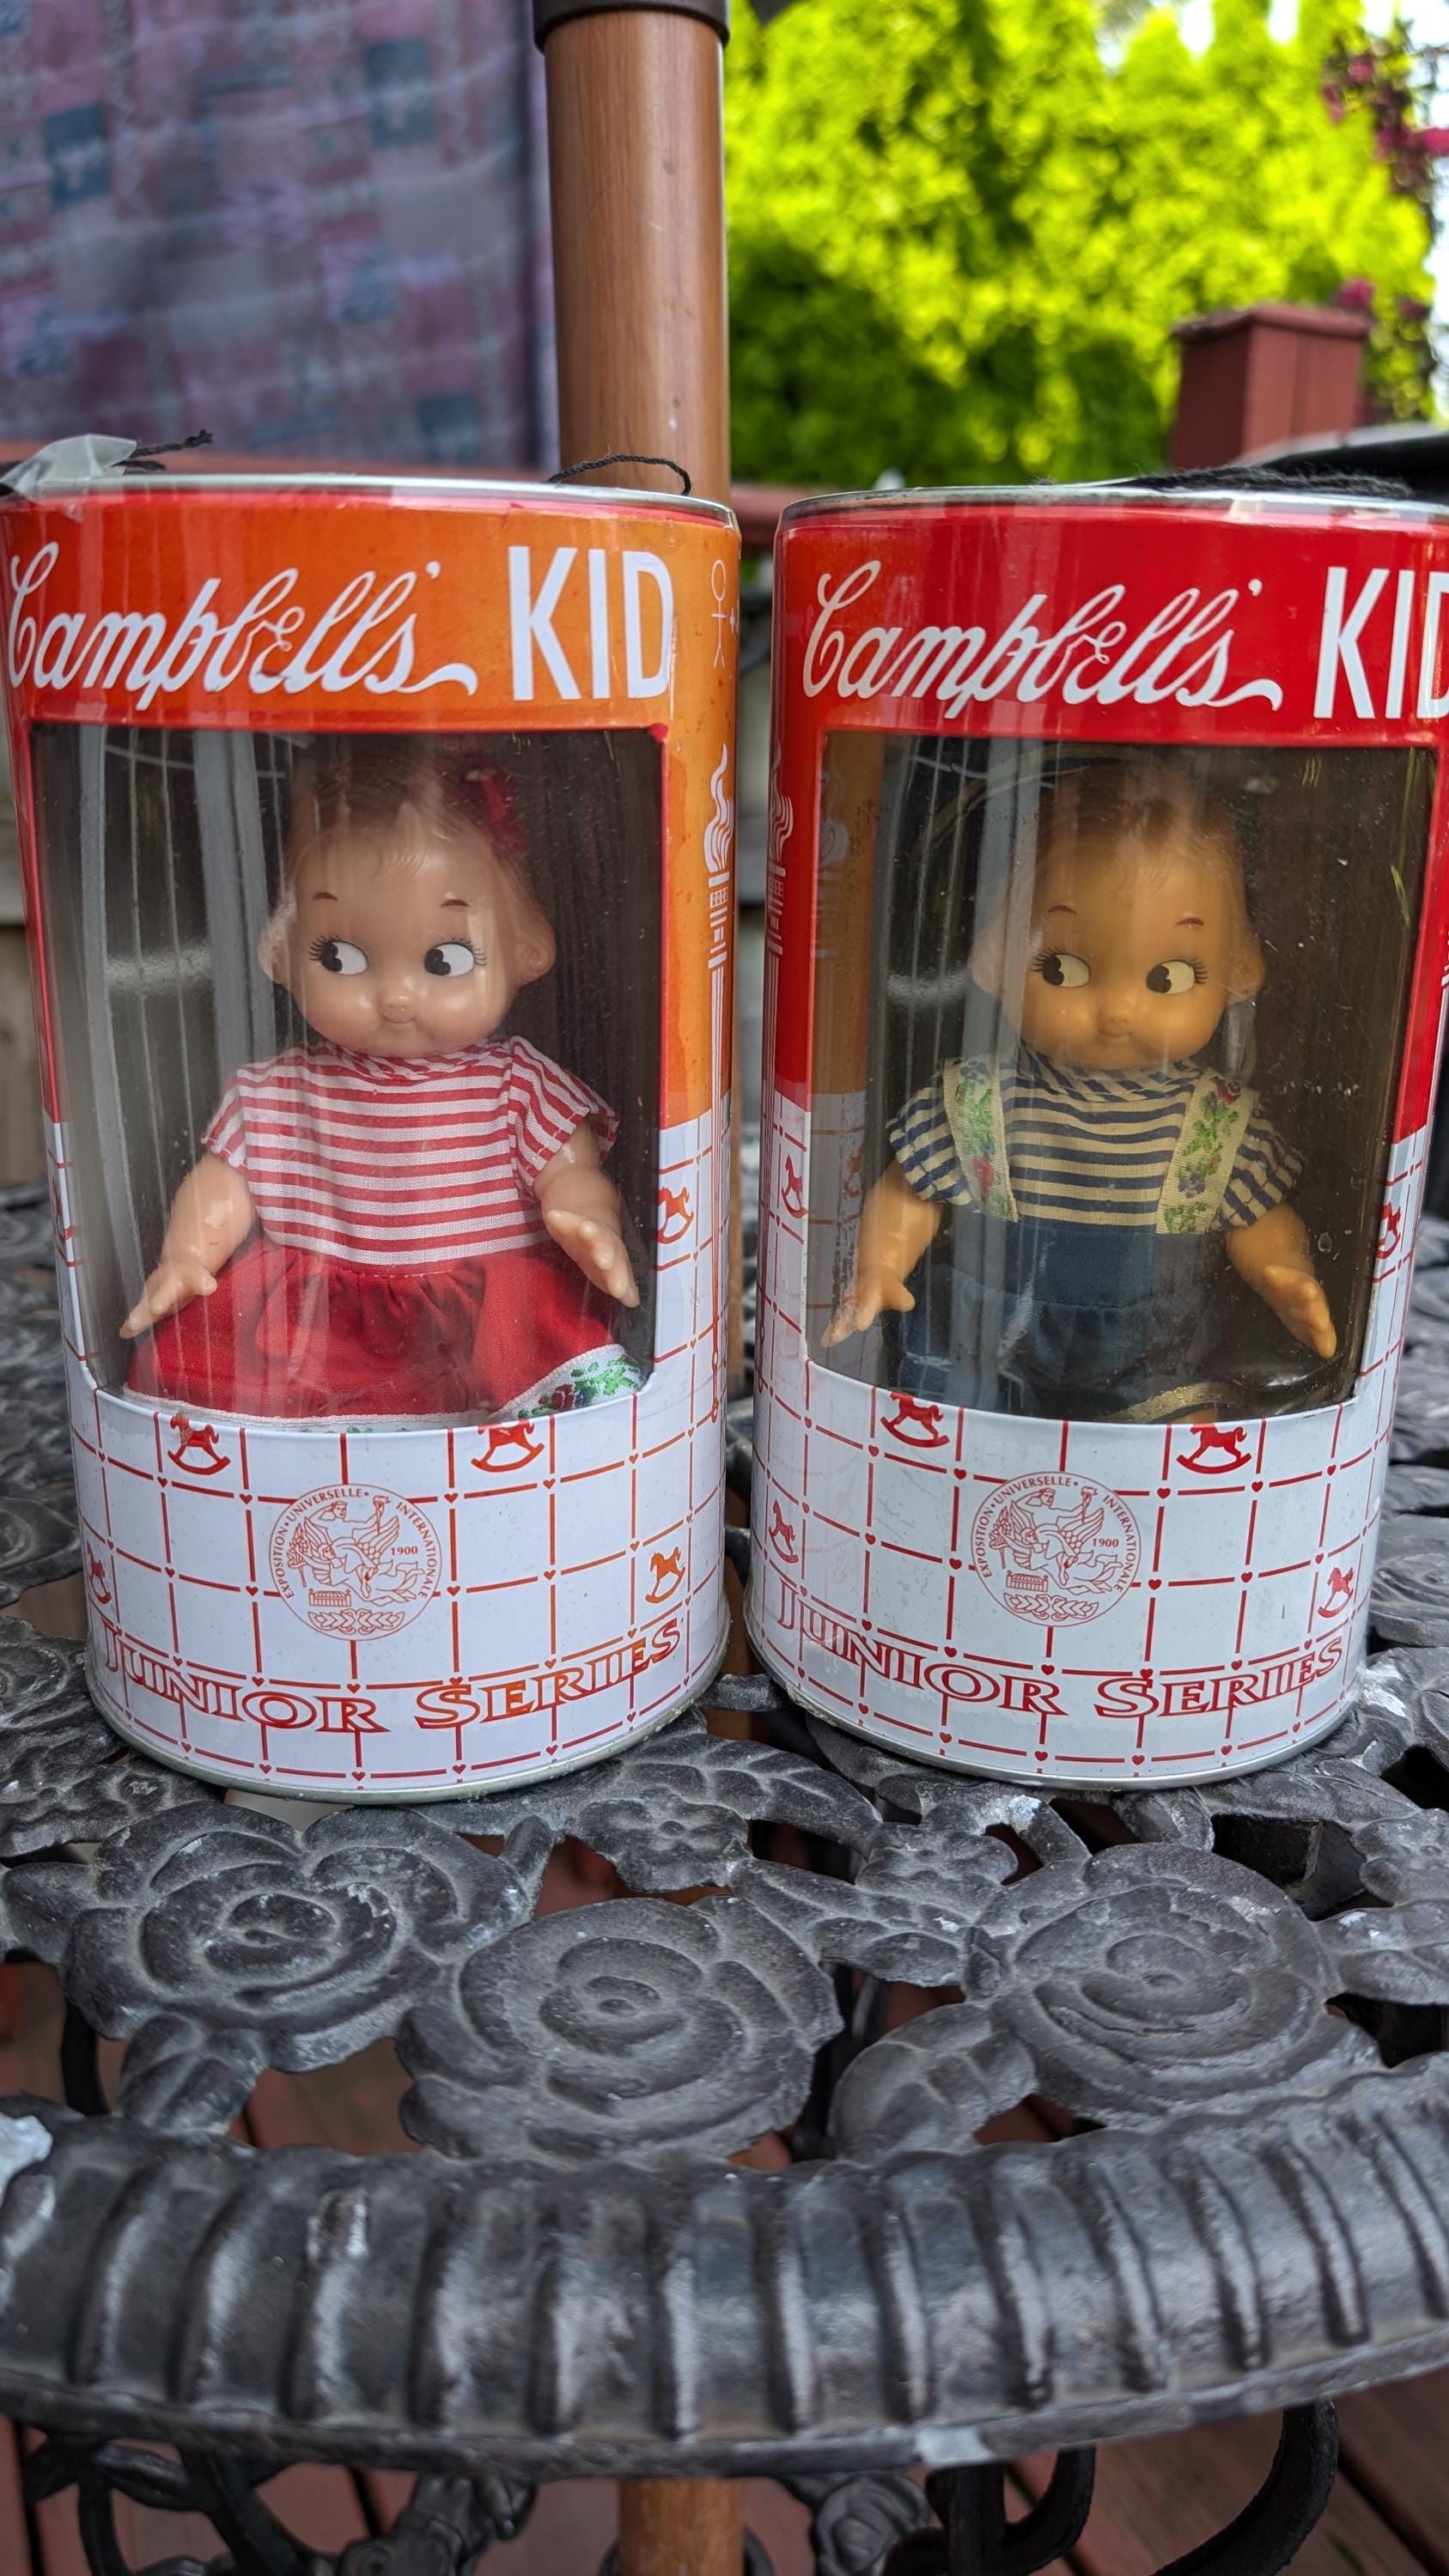 Campbell's KID
EXPOSITION • UNIVERSELLE • INTERNATIONALE
1900
JUNIOR SERIES
Campbell's KID
EXPOSITION • UNIVERSELLE • INTERNATIONALE
1900
JUNIOR SERIES